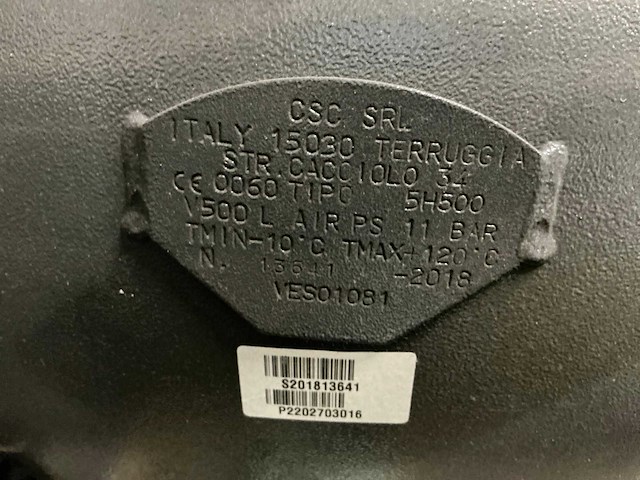 CSC SRL
ITALY 15030 TERRUGGIA
STR. CACCIOLO 34
CE 0060 TIPO 5H500
V500 L AIR PS 11 BAR
TMIN-10°C TMAX+120°C
N. 13641 -2018
VES01081
S201813641
P2202703016